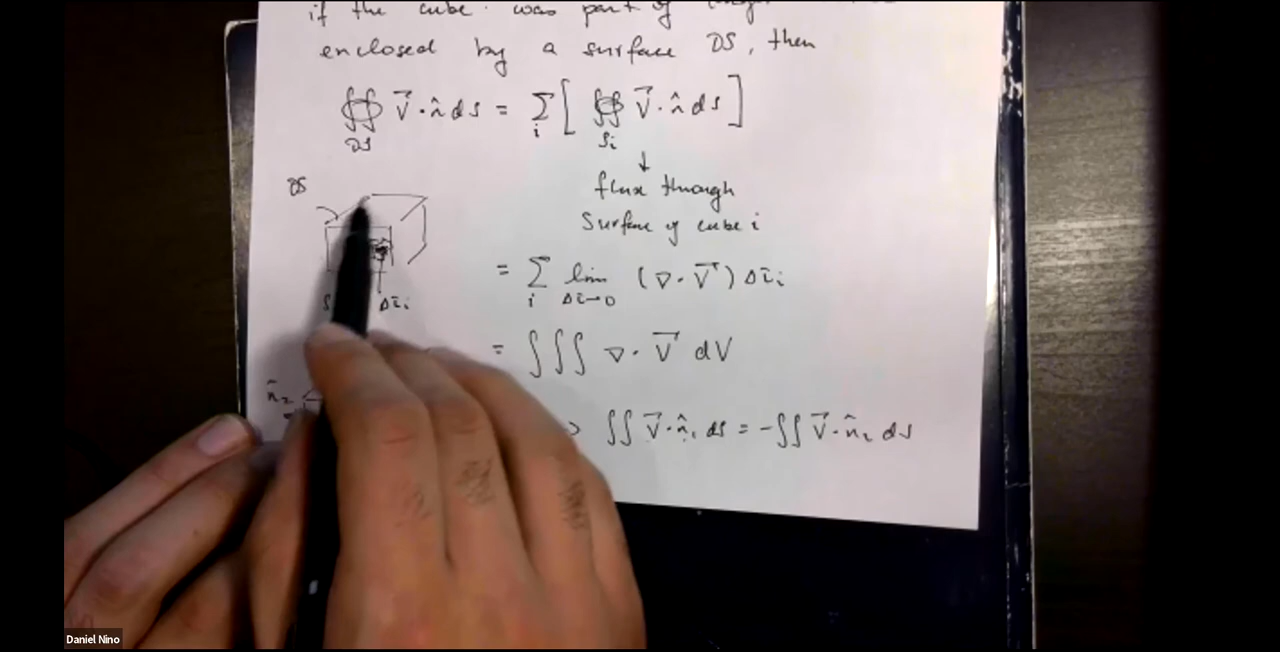 if the cube was part of
enclosed by a surface ∂S, then
∯ V⃗·n̂ ds = Σ [ ∯ V⃗·n̂ ds ]
∂S i Si
↓
∂S flux through
Surface of cube i
= Σ lim (∇·V⃗) Δτi
i Δτ→0
Δτi
= ∫∫∫ ∇·V⃗ dV
n̂2
∫∫ V⃗·n̂1 ds = -∫∫ V⃗·n̂2 ds
Daniel Nino